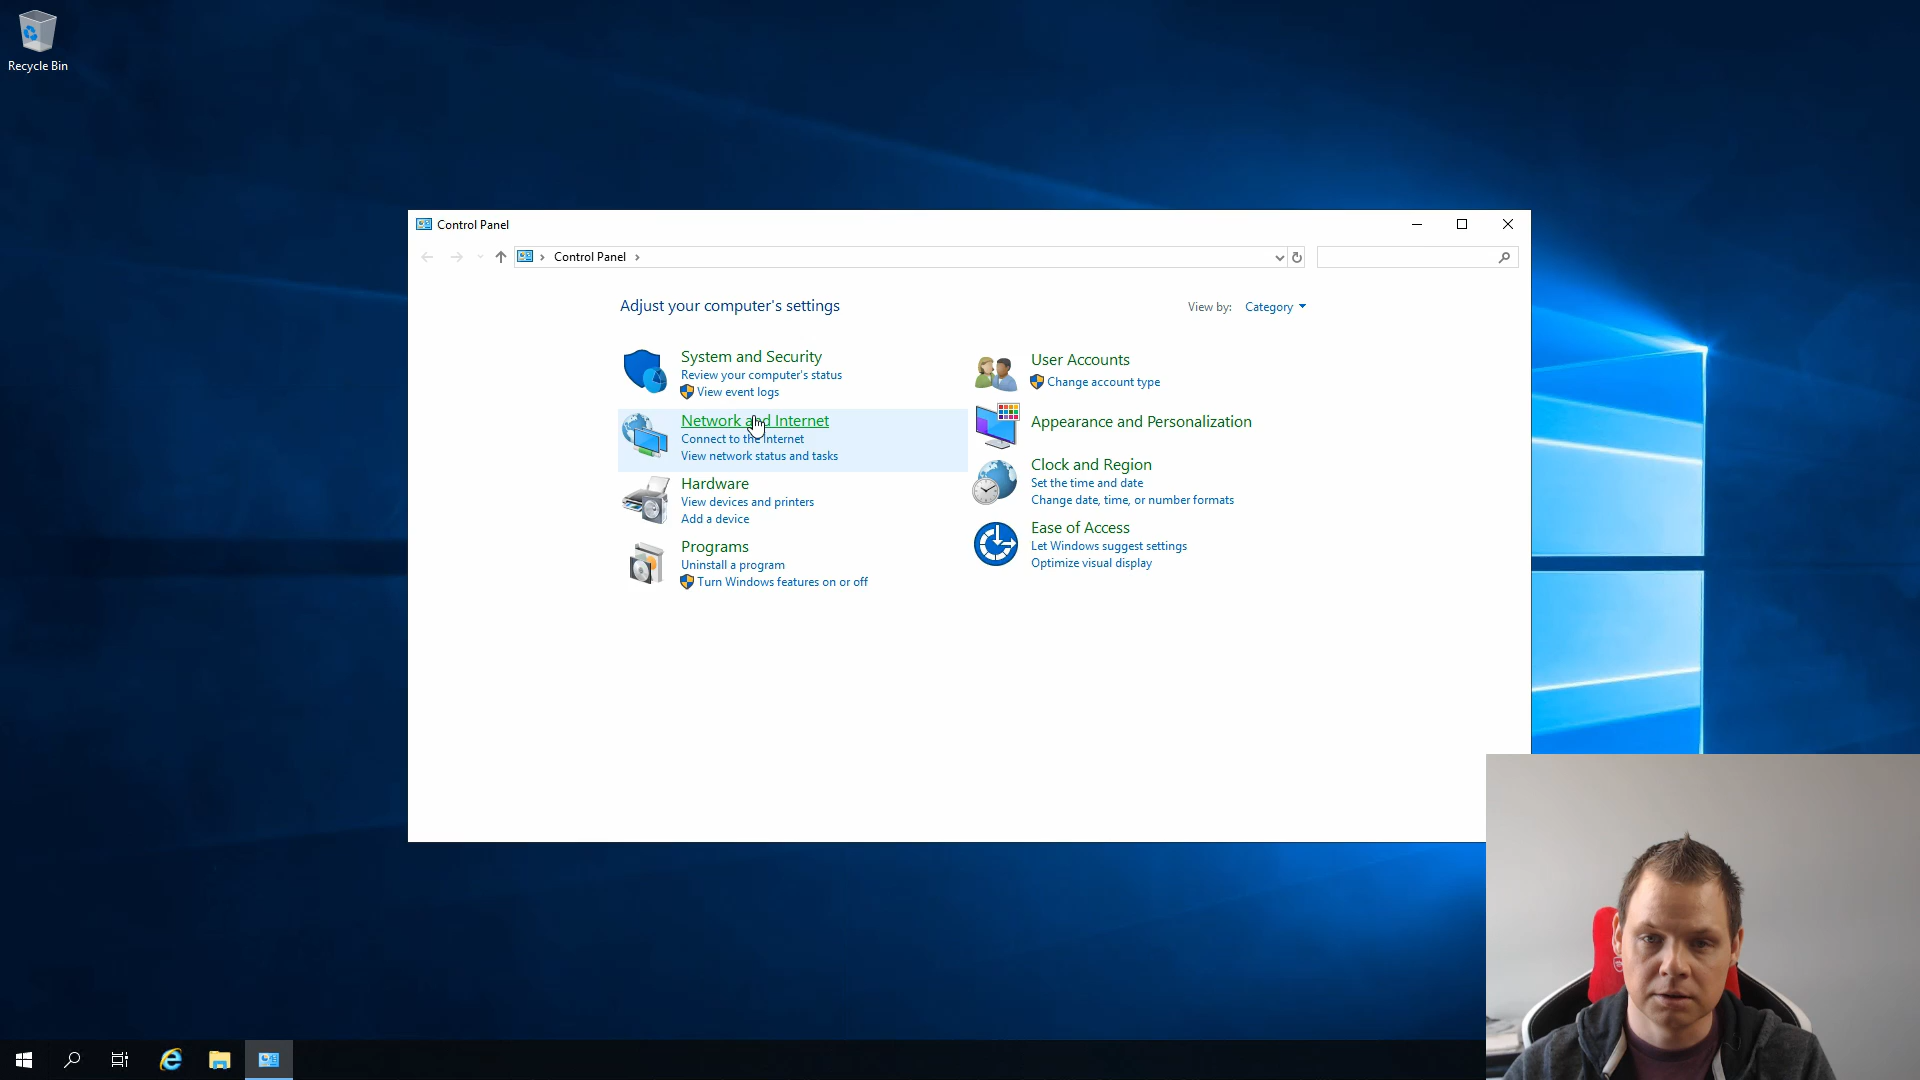 Recycle Bin
Control Panel
Control Panel
Adjust your computer's settings
View by: Category
System and Security
Review your computer's status
View event logs
Network and Internet
Connect to the Internet
View network status and tasks
Hardware
View devices and printers
Add a device
Programs
Uninstall a program
Turn Windows features on or off
User Accounts
Change account type
Appearance and Personalization
Clock and Region
Set the time and date
Change date, time, or number formats
Ease of Access
Let Windows suggest settings
Optimize visual display